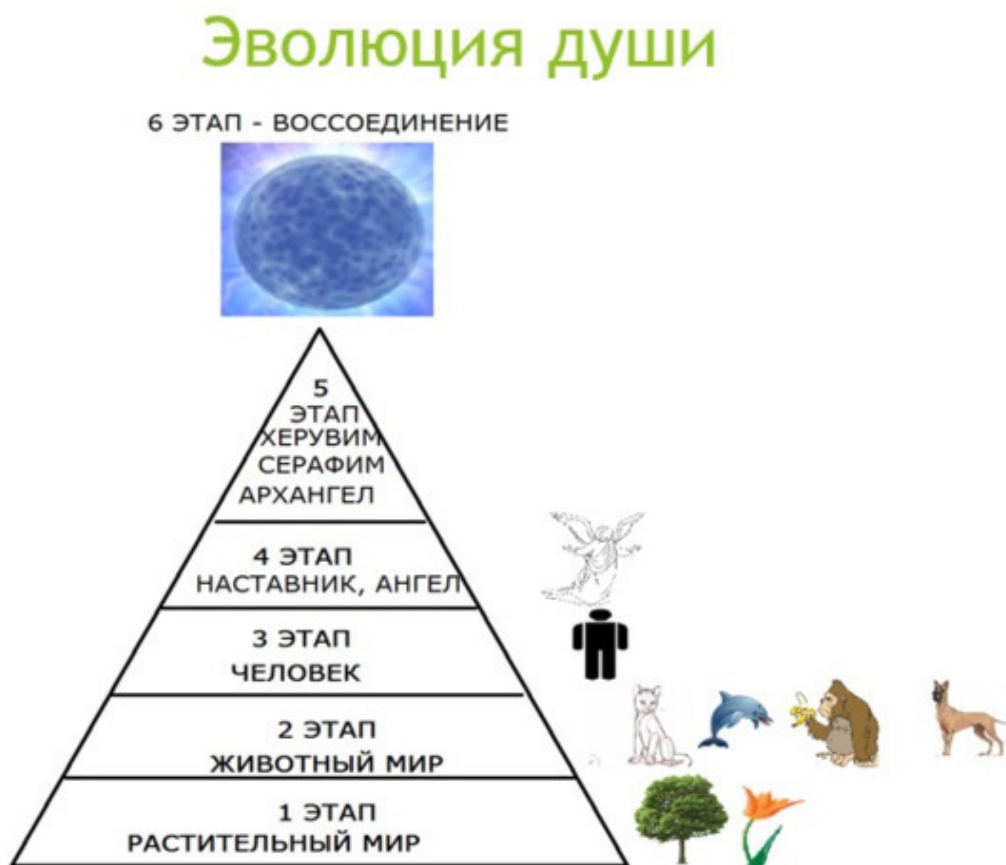 Эволюция души
6 ЭТАП - ВОССОЕДИНЕНИЕ
5
ЭТАП
ХЕРУВИМ
СЕРАФИМ
АРХАНГЕЛ
4 ЭТАП
НАСТАВНИК, АНГЕЛ
3 ЭТАП
ЧЕЛОВЕК
2 ЭТАП
ЖИВОТНЫЙ МИР
1 ЭТАП
РАСТИТЕЛЬНЫЙ МИР